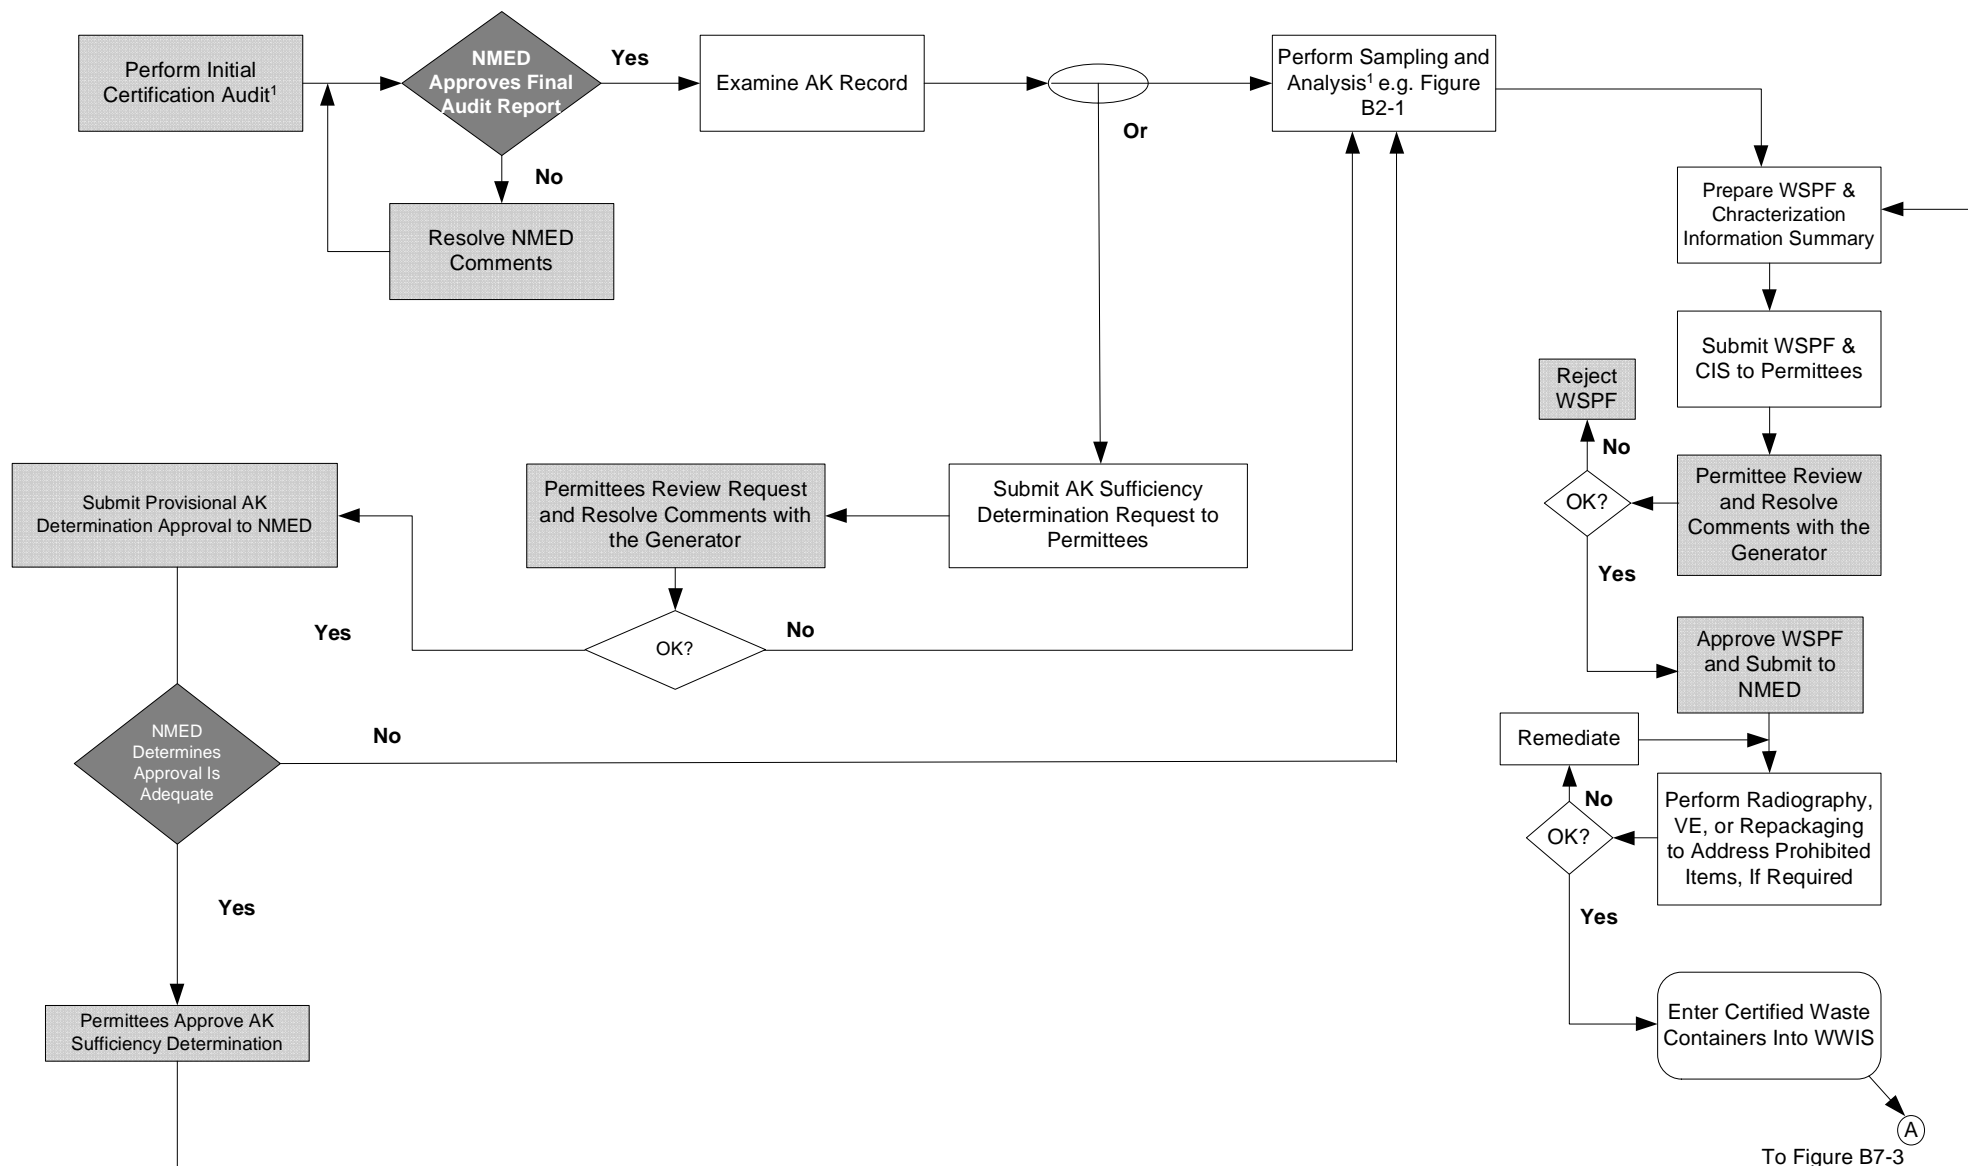 Perform Initial
Certification Audit¹
NMED
Approves Final
Audit Report
Yes
No
Resolve NMED
Comments
Examine AK Record
Or
Perform Sampling and
Analysis¹ e.g. Figure
B2-1
Prepare WSPF &
Chracterization
Information Summary
Submit WSPF &
CIS to Permittees
Reject
WSPF
No
OK?
Yes
Permittee Review
and Resolve
Comments with the
Generator
Submit Provisional AK
Determination Approval to NMED
Permittees Review Request
and Resolve Comments with
the Generator
Submit AK Sufficiency
Determination Request to
Permittees
Yes
OK?
No
Approve WSPF
and Submit to
NMED
NMED
Determines
Approval Is
Adequate
No
Yes
Remediate
No
OK?
Yes
Perform Radiography,
VE, or Repackaging
to Address Prohibited
Items, If Required
Permittees Approve AK
Sufficiency Determination
Enter Certified Waste
Containers Into WWIS
A
To Figure B7-3